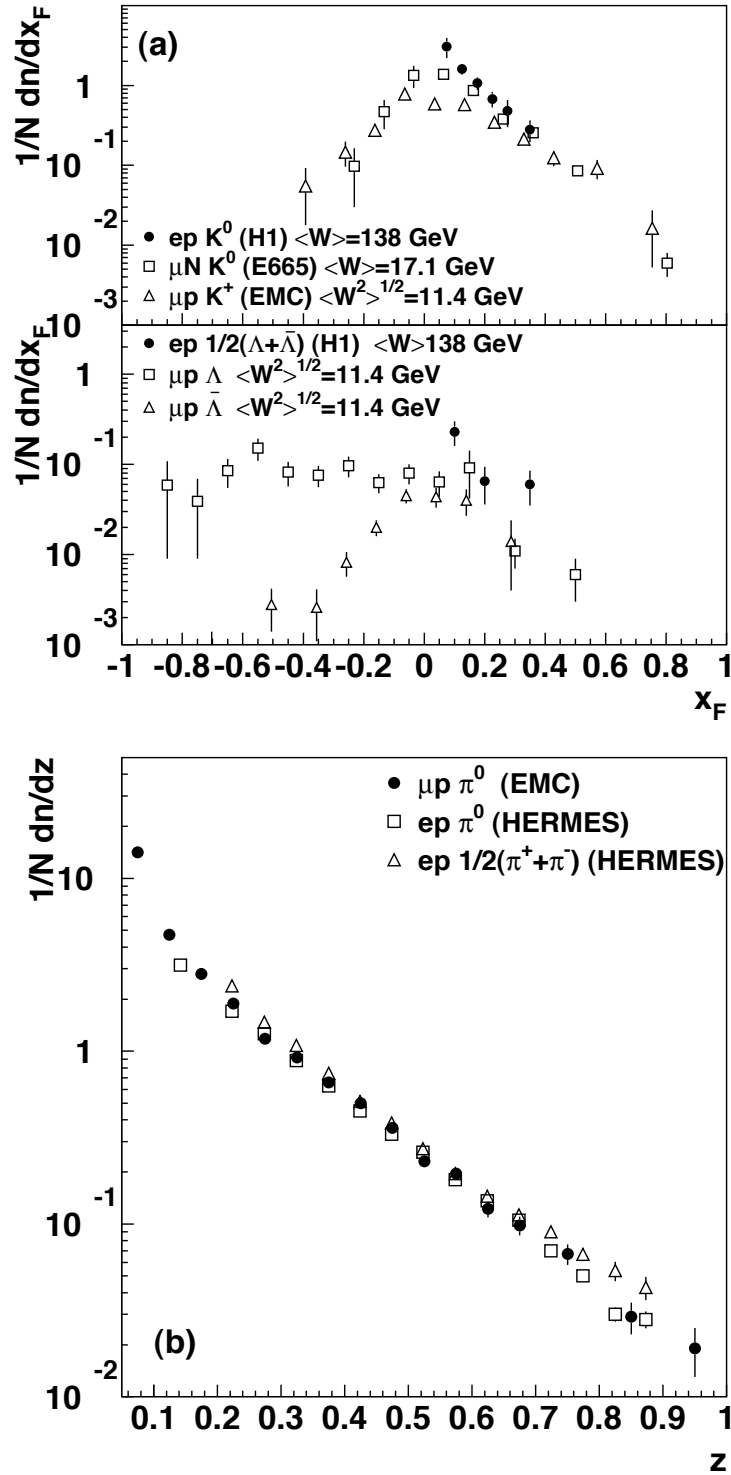 (a)
1/N dn/dx_F
1
10^-1
10^-2
10^-3
ep K^0 (H1) <W>=138 GeV
μN K^0 (E665) <W>=17.1 GeV
μp K^+ (EMC) <W^2>^1/2=11.4 GeV
1/N dn/dx_F
1
10^-1
10^-2
10^-3
ep 1/2(Λ+Λ̄) (H1) <W>138 GeV
μp Λ <W^2>^1/2=11.4 GeV
μp Λ̄ <W^2>^1/2=11.4 GeV
-1 -0.8 -0.6 -0.4 -0.2 0 0.2 0.4 0.6 0.8 1
x_F
1/N dn/dz
10
1
10^-1
10^-2
μp π^0 (EMC)
ep π^0 (HERMES)
ep 1/2(π^++π^-) (HERMES)
(b)
0.1 0.2 0.3 0.4 0.5 0.6 0.7 0.8 0.9 1
z